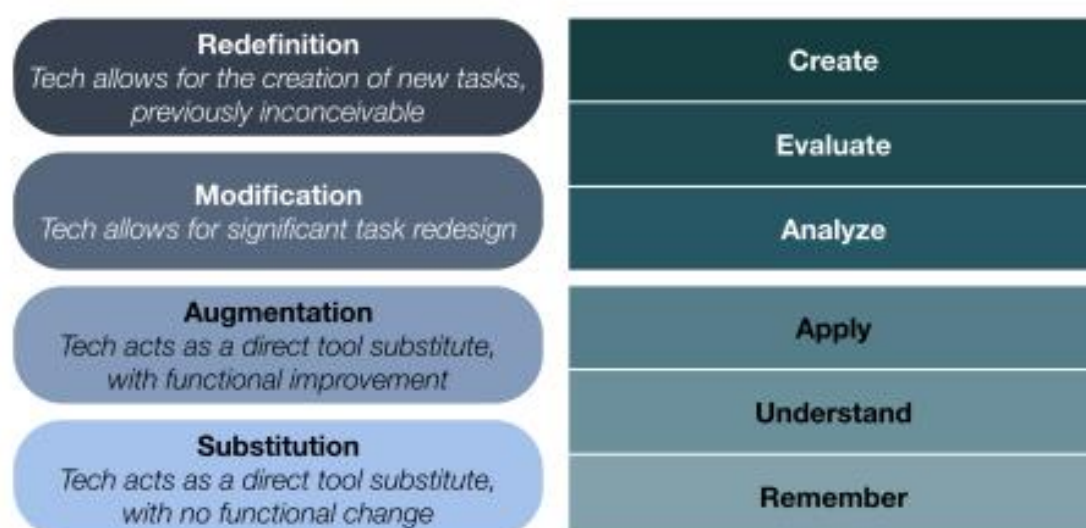 Redefinition
Tech allows for the creation of new tasks,
previously inconceivable
Modification
Tech allows for significant task redesign
Augmentation
Tech acts as a direct tool substitute,
with functional improvement
Substitution
Tech acts as a direct tool substitute,
with no functional change
Create
Evaluate
Analyze
Apply
Understand
Remember